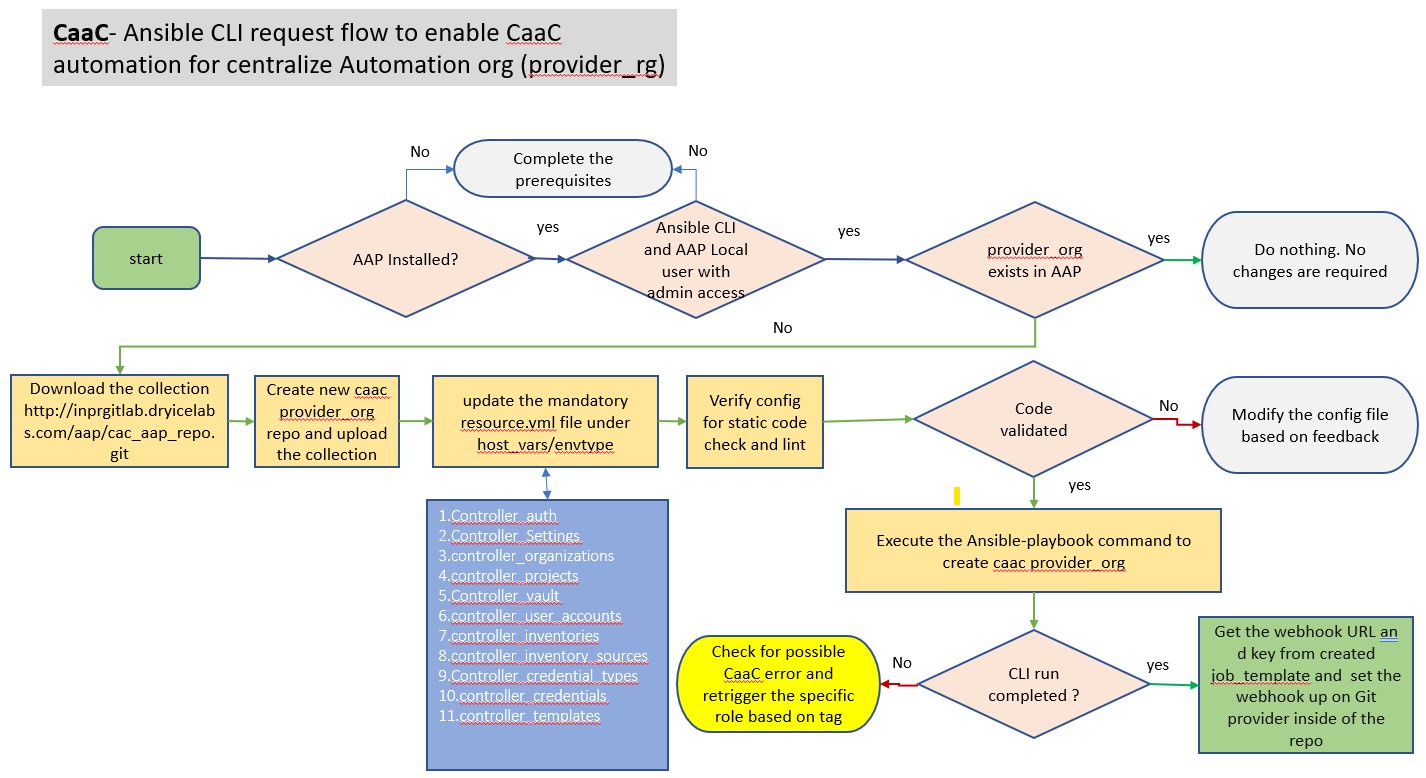 CaaC- Ansible CLI request flow to enable CaaC
automation for centralize Automation org (provider_rg)
No
Complete the
prerequisites
No
start
AAP Installed?
yes
Ansible CLI
and AAP Local
user with
admin access
yes
provider_org
exists in AAP
yes
Do nothing. No
changes are required
No
Download the collection
http://inprgitlab.dryicelab
s.com/aap/cac_aap_repo.
git
Create new caac
provider_org
repo and upload
the collection
update the mandatory
resource.yml file under
host_vars/envtype
Verify config
for static code
check and lint
Code
validated
No
Modify the config file
based on feedback
yes
1.Controller_auth
2.Controller_Settings
3.controller_organizations
4.controller_projects
5.Controller_vault
6.controller_user_accounts
7.controller_inventories
8.controller_inventory_sources
9.Controller_credential_types
10.controller_credentials
11.controller_templates
Execute the Ansible-playbook command to
create caac provider_org
Check for possible
CaaC error and
retrigger the specific
role based on tag
No
CLI run
completed ?
yes
Get the webhook URL an
d key from created
job_template and  set the
webhook up on Git
provider inside of the
repo